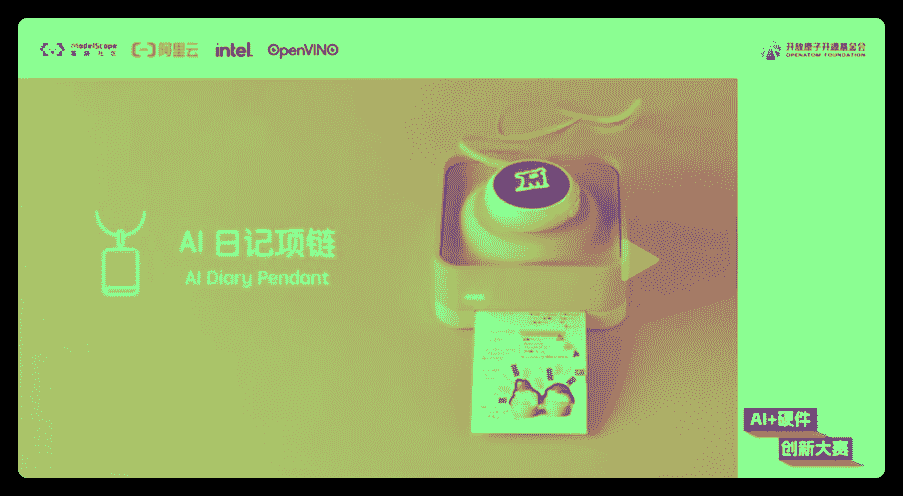 ModelScope
魔搭社区
阿里云
intel.
OpenVINO
开放原子开源基金会
OPENATOM FOUNDATION
AI 日记项链
AI Diary Pendant
AI+硬件
创新大赛